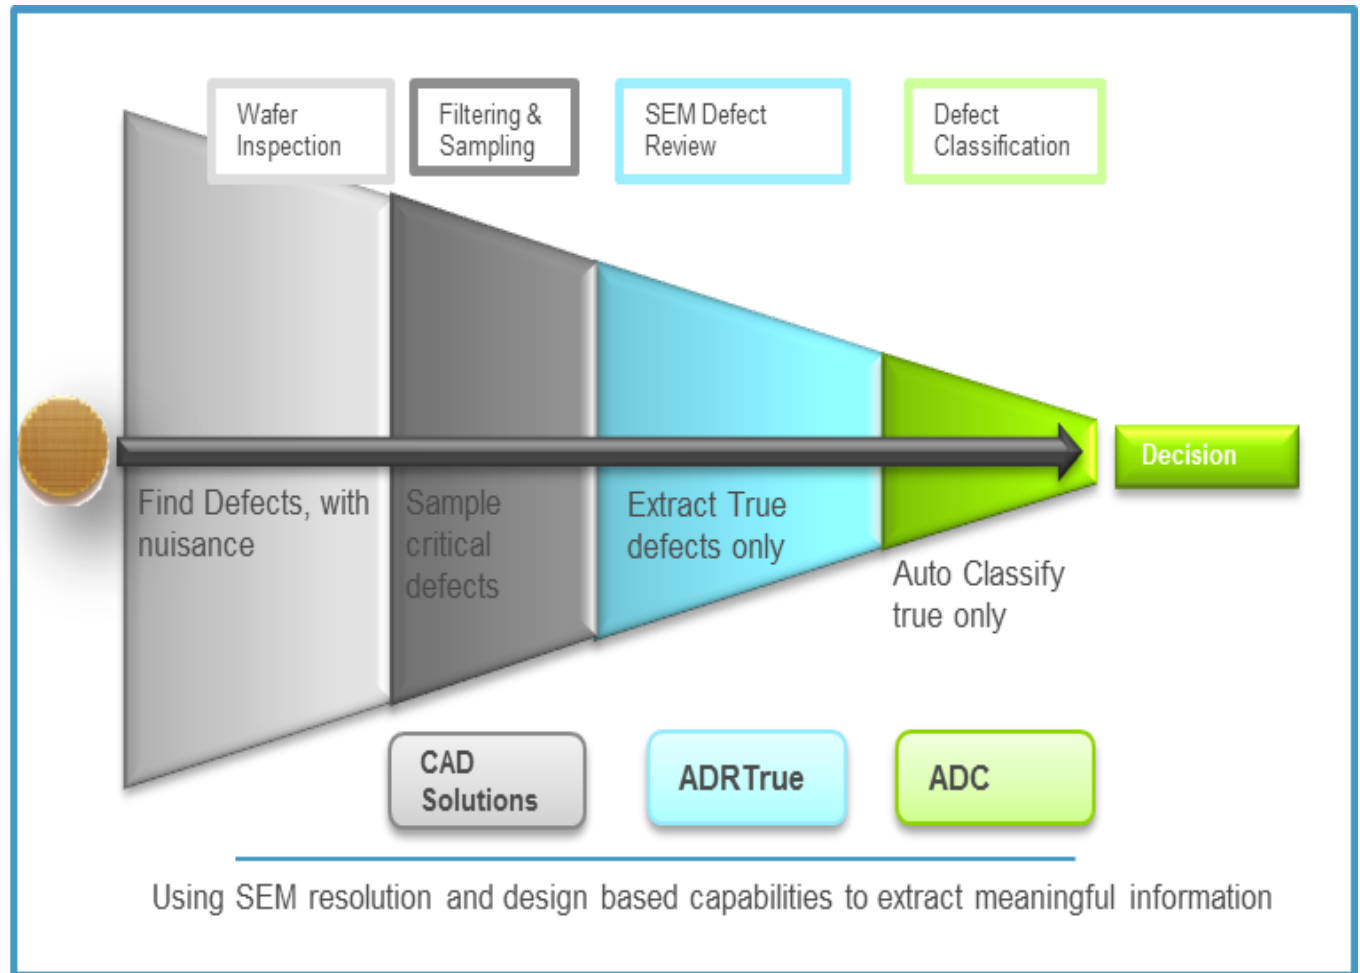 Wafer
Inspection
Filtering &
Sampling
SEM Defect
Review
Defect
Classification
Decision
Find Defects, with
nuisance
Sample
critical
defects
Extract True
defects only
Auto Classify
true only
CAD
Solutions
ADRTrue
ADC
Using SEM resolution and design based capabilities to extract meaningful information